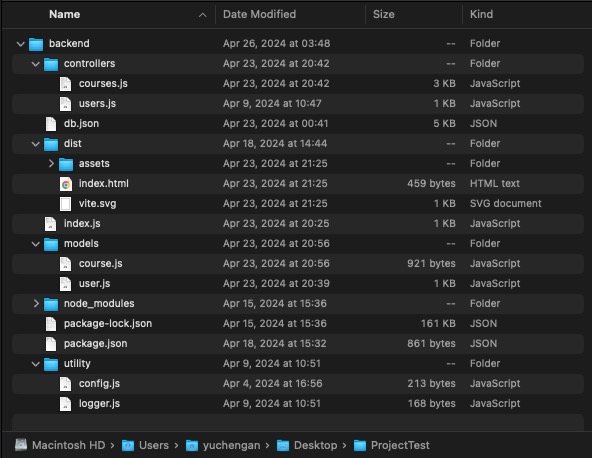 Name Date Modified Size Kind
backend Apr 26, 2024 at 03:48 -- Folder
controllers Apr 23, 2024 at 20:42 -- Folder
courses.js Apr 23, 2024 at 20:42 3 KB JavaScript
users.js Apr 9, 2024 at 10:47 1 KB JavaScript
db.json Apr 23, 2024 at 00:41 5 KB JSON
dist Apr 18, 2024 at 14:44 -- Folder
assets Apr 23, 2024 at 21:25 -- Folder
index.html Apr 23, 2024 at 21:25 459 bytes HTML text
vite.svg Apr 23, 2024 at 21:25 1 KB SVG document
index.js Apr 23, 2024 at 20:25 1 KB JavaScript
models Apr 23, 2024 at 20:56 -- Folder
course.js Apr 23, 2024 at 20:56 921 bytes JavaScript
user.js Apr 23, 2024 at 20:39 1 KB JavaScript
node_modules Apr 15, 2024 at 15:36 -- Folder
package-lock.json Apr 15, 2024 at 15:36 161 KB JSON
package.json Apr 18, 2024 at 15:32 861 bytes JSON
utility Apr 9, 2024 at 10:51 -- Folder
config.js Apr 4, 2024 at 16:56 213 bytes JavaScript
logger.js Apr 9, 2024 at 10:51 168 bytes JavaScript
Macintosh HD Users yuchengan Desktop ProjectTest